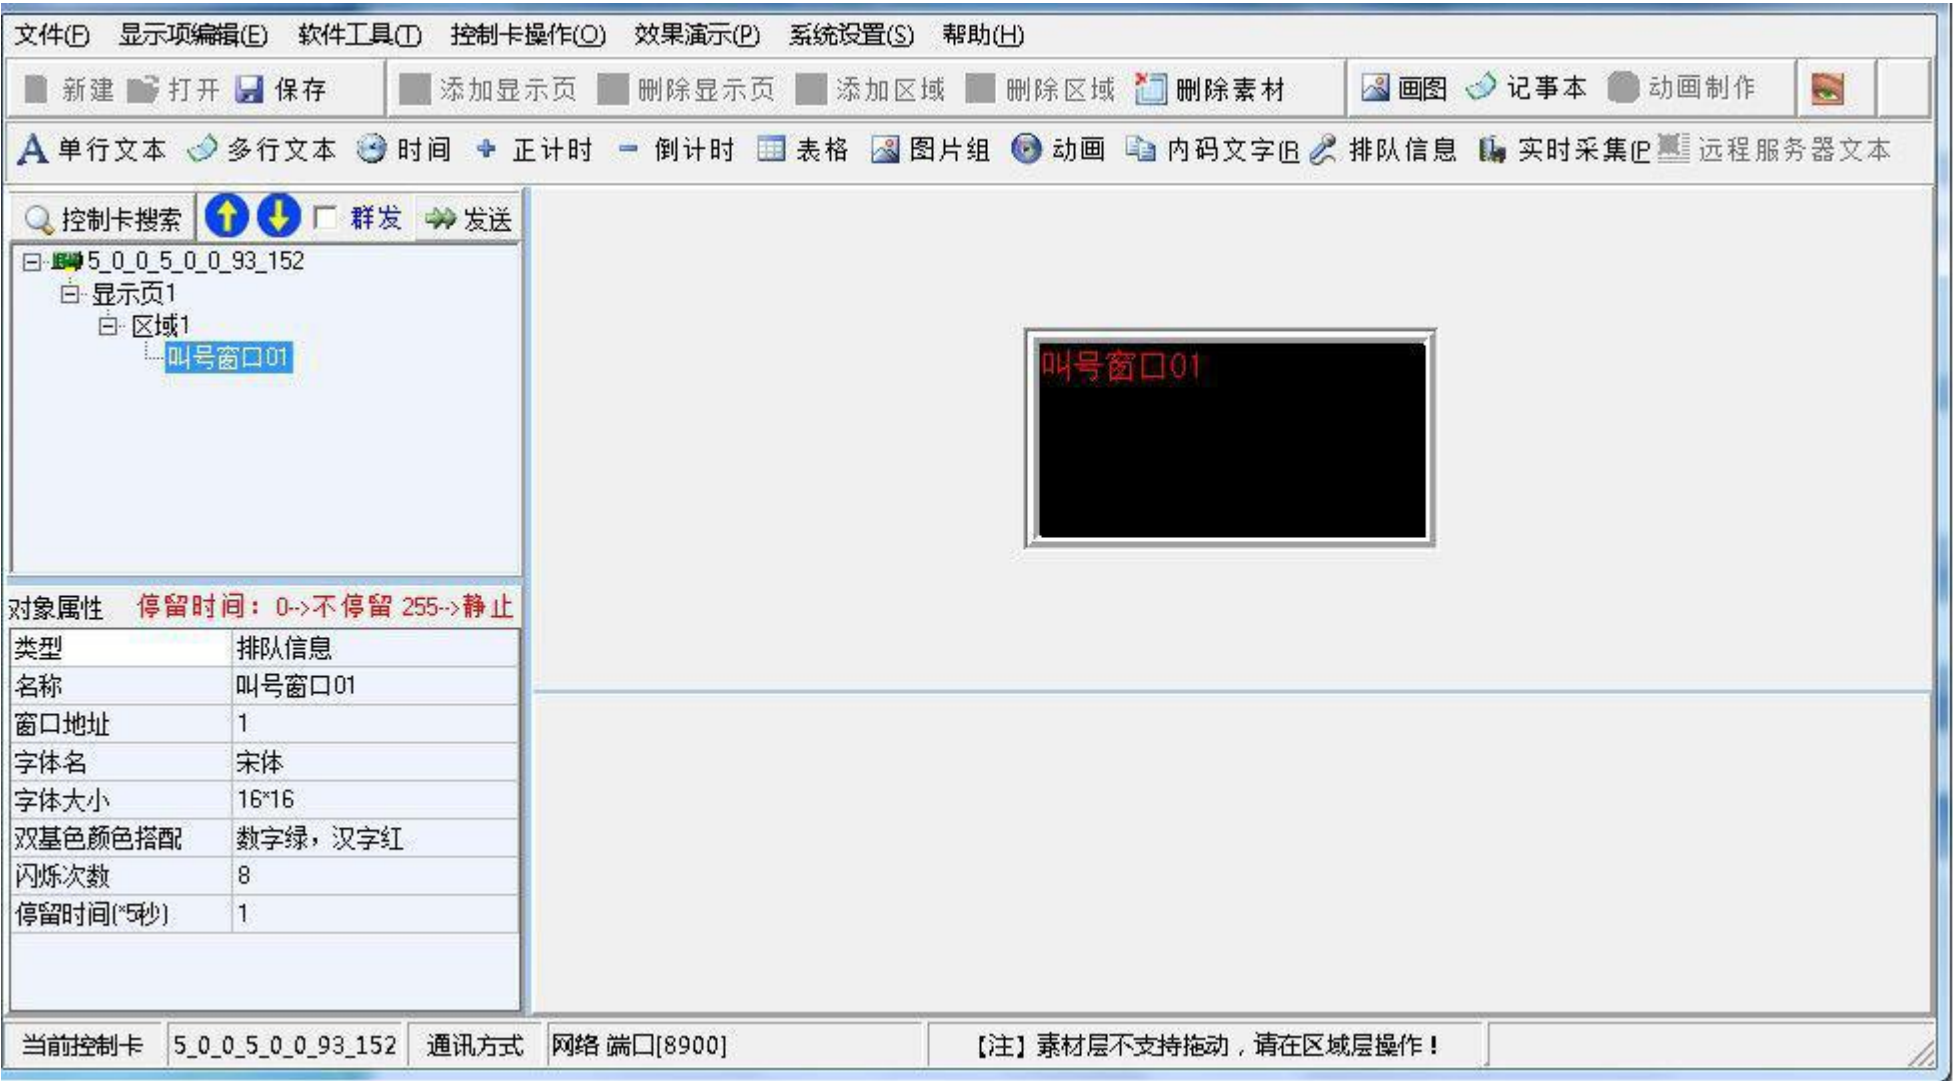 文件(F) 显示项编辑(E) 软件工具(T) 控制卡操作(O) 效果演示(P) 系统设置(S) 帮助(H)
新建 打开 保存 添加显示页 删除显示页 添加区域 删除区域 删除素材 画图 记事本 动画制作
A 单行文本 多行文本 时间 + 正计时 - 倒计时 表格 图片组 动画 内码文字(R 排队信息 实时采集(P 远程服务器文本
控制卡搜索 群发 发送
5_0_0_5_0_0_93_152
显示页1
区域1
叫号窗口01
叫号窗口01
对象属性 停留时间：0-->不停留 255-->静止
类型 排队信息
名称 叫号窗口01
窗口地址 1
字体名 宋体
字体大小 16*16
双基色颜色搭配 数字绿，汉字红
闪烁次数 8
停留时间(*5秒) 1
当前控制卡 5_0_0_5_0_0_93_152 通讯方式 网络 端口[8900] 【注】素材层不支持拖动，请在区域层操作！